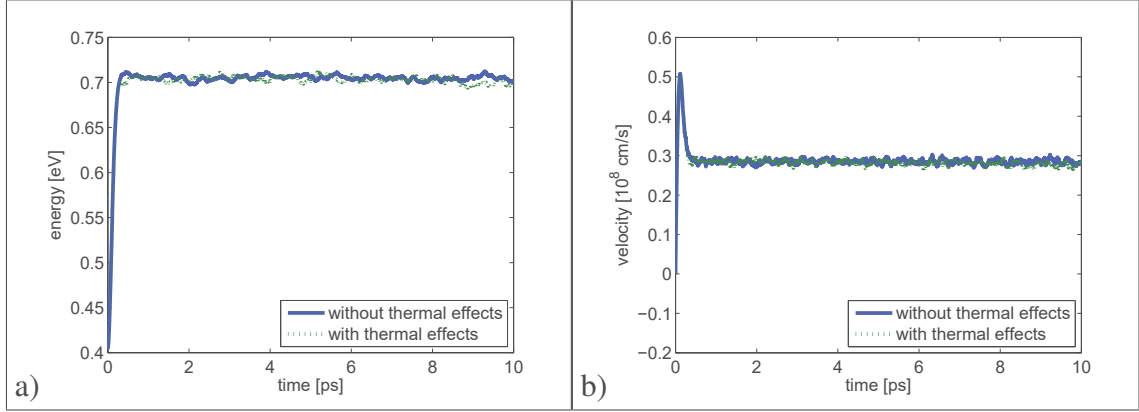 0.75
0.7
0.65
0.6
0.55
0.5
0.45
0.4
energy [eV]
0
2
4
6
8
10
time [ps]
without thermal effects
with thermal effects
a)
0.6
0.5
0.4
0.3
0.2
0.1
0
−0.1
−0.2
velocity [10⁸ cm/s]
0
2
4
6
8
10
time [ps]
without thermal effects
with thermal effects
b)